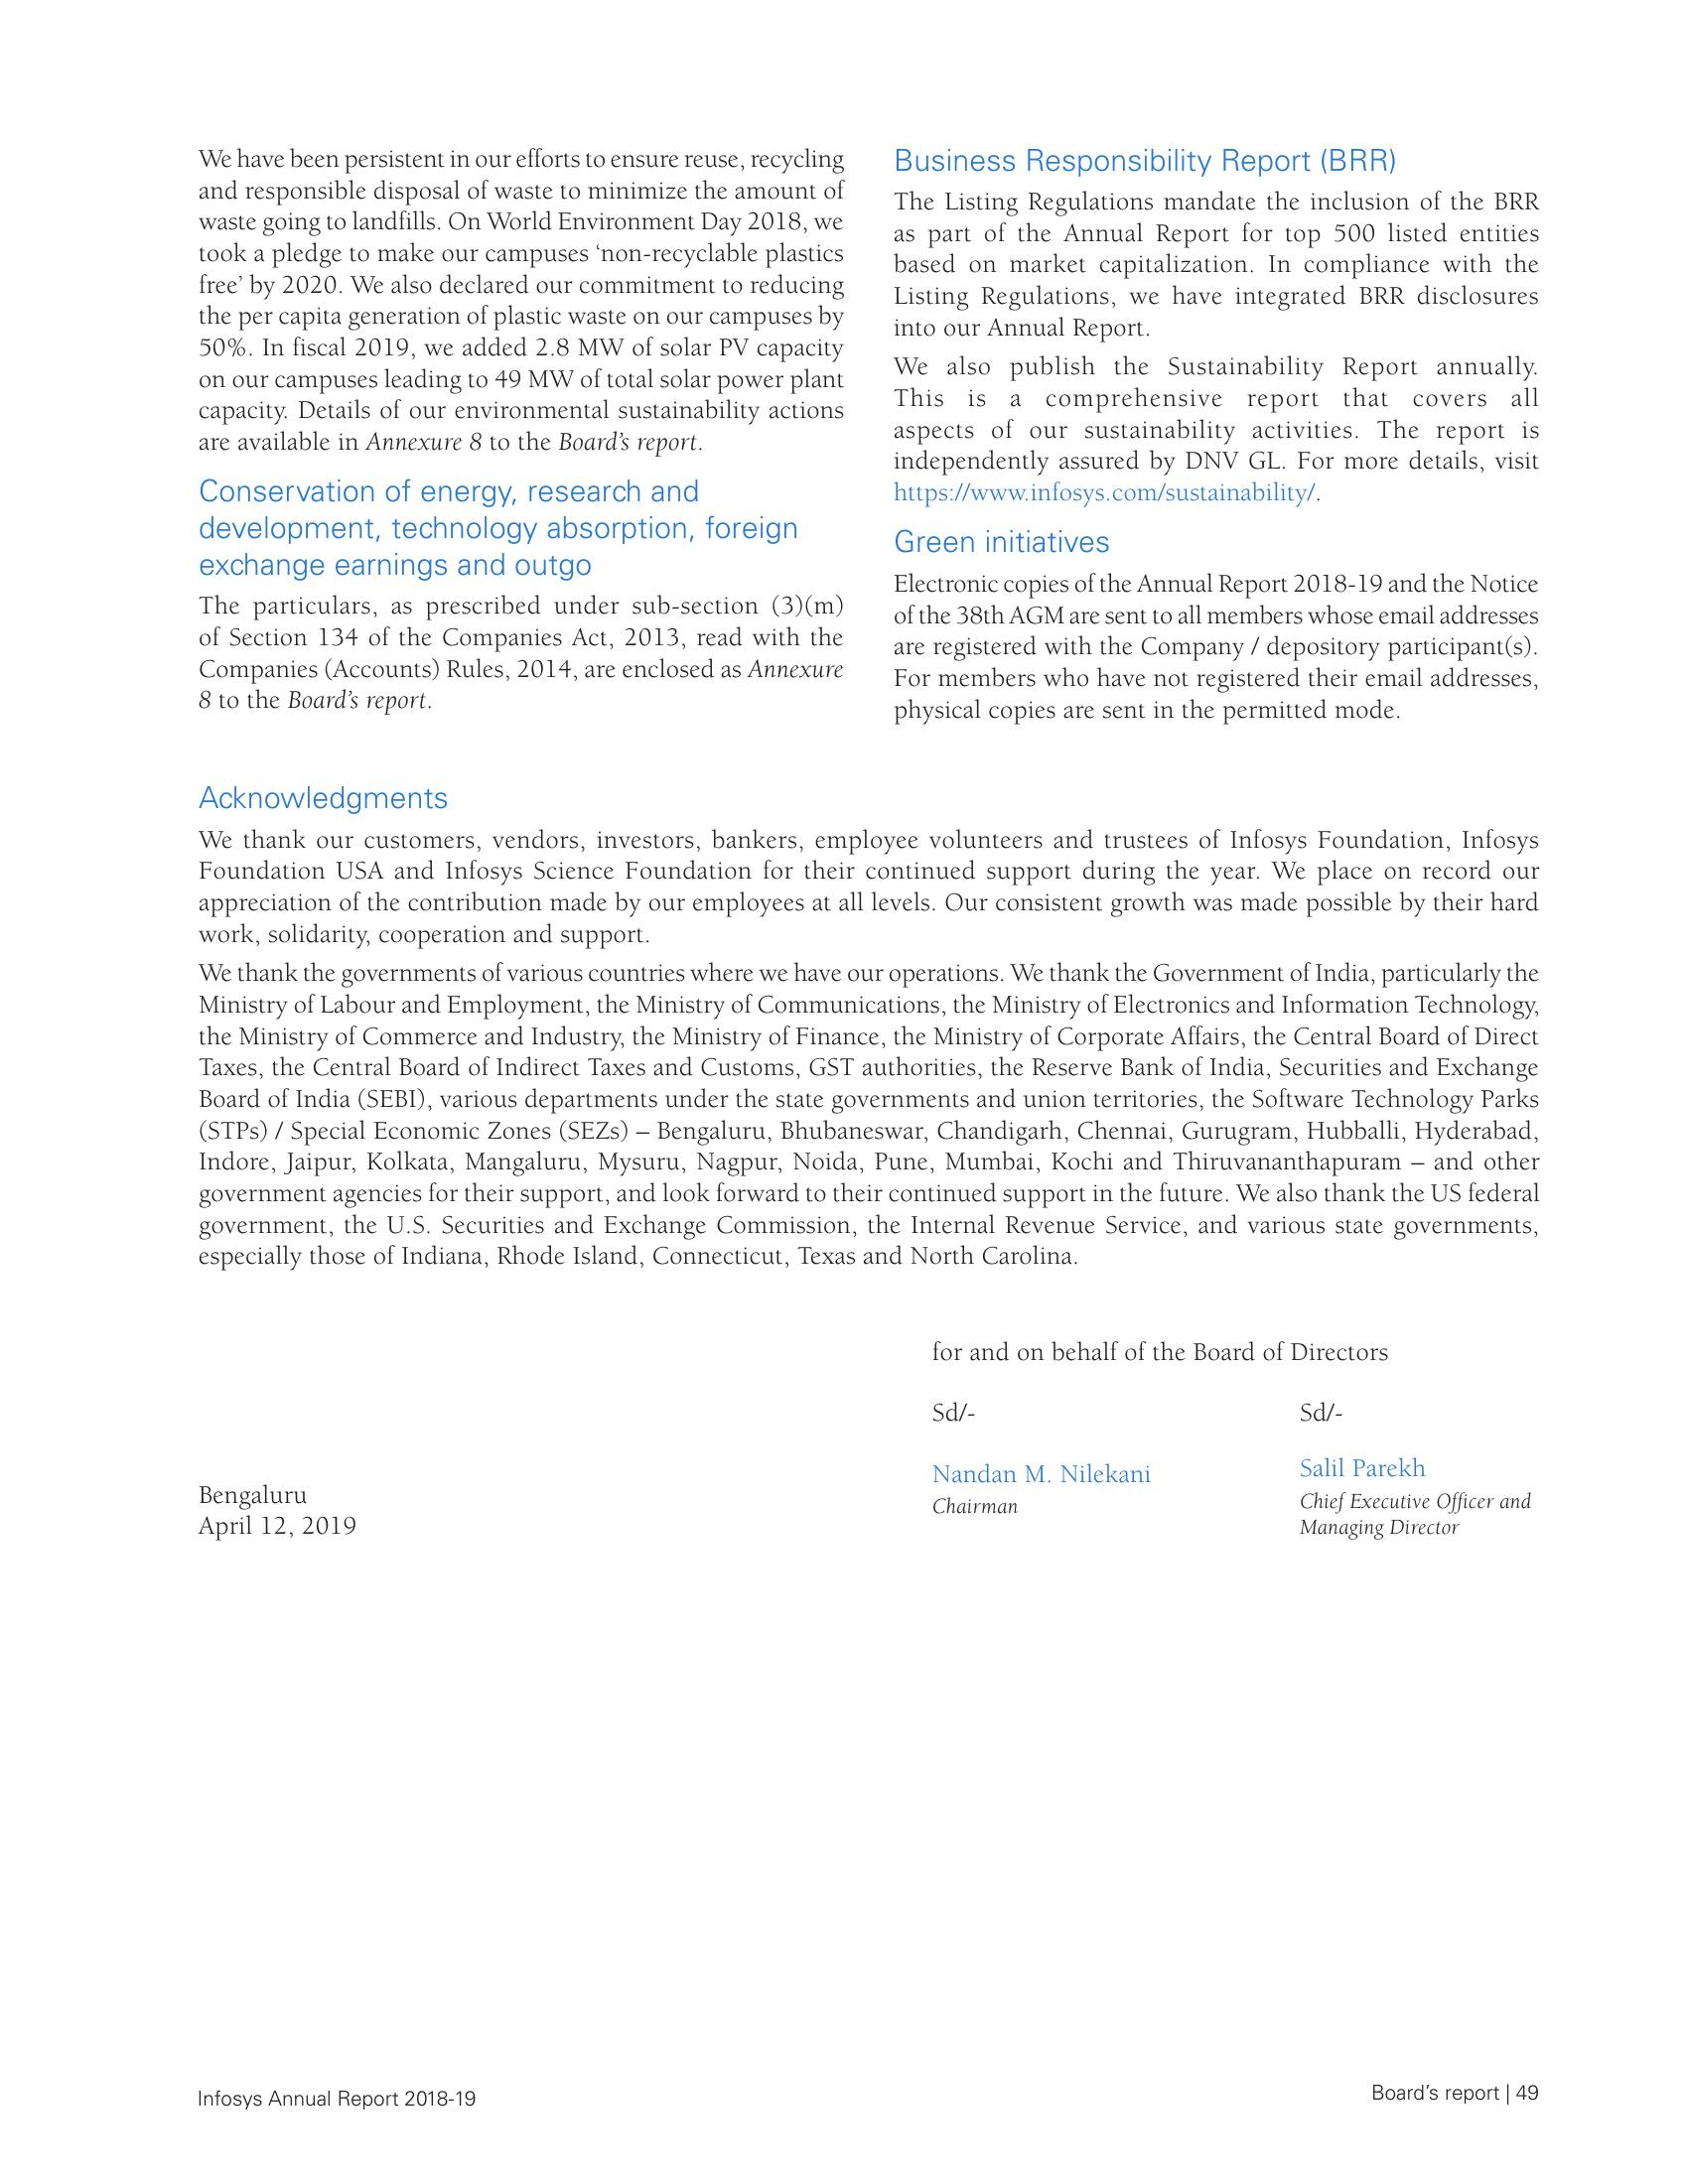 We have been persistent in our efforts to ensure reuse, recycling
and responsible disposal of waste to minimize the amount of
waste going to landfills. On World Environment Day 2018, we
took a pledge to make our campuses ‘non-recyclable plastics
free’ by 2020. We also declared our commitment to reducing
the per capita generation of plastic waste on our campuses by
50%. In fiscal 2019, we added 2.8 MW of solar PV capacity
on our campuses leading to 49 MW of total solar power plant
capacity. Details of our environmental sustainability actions
are available in Annexure 8 to the Board’s report.
Conservation of energy, research and
development, technology absorption, foreign
exchange earnings and outgo
The particulars, as prescribed under sub-section (3)(m)
of Section 134 of the Companies Act, 2013, read with the
Companies (Accounts) Rules, 2014, are enclosed as Annexure
8 to the Board’s report.
Business Responsibility Report (BRR)
The Listing Regulations mandate the inclusion of the BRR
as part of the Annual Report for top 500 listed entities
based on market capitalization. In compliance with the
Listing Regulations, we have integrated BRR disclosures
into our Annual Report.
We also publish the Sustainability Report annually.
This is a comprehensive report that covers all
aspects of our sustainability activities. The report is
independently assured by DNV GL. For more details, visit
https://www.infosys.com/sustainability/.
Green initiatives
Electronic copies of the Annual Report 2018-19 and the Notice
of the 38th AGM are sent to all members whose email addresses
are registered with the Company / depository participant(s).
For members who have not registered their email addresses,
physical copies are sent in the permitted mode.
Acknowledgments
We thank our customers, vendors, investors, bankers, employee volunteers and trustees of Infosys Foundation, Infosys
Foundation USA and Infosys Science Foundation for their continued support during the year. We place on record our
appreciation of the contribution made by our employees at all levels. Our consistent growth was made possible by their hard
work, solidarity, cooperation and support.
We thank the governments of various countries where we have our operations. We thank the Government of India, particularly the
Ministry of Labour and Employment, the Ministry of Communications, the Ministry of Electronics and Information Technology,
the Ministry of Commerce and Industry, the Ministry of Finance, the Ministry of Corporate Affairs, the Central Board of Direct
Taxes, the Central Board of Indirect Taxes and Customs, GST authorities, the Reserve Bank of India, Securities and Exchange
Board of India (SEBI), various departments under the state governments and union territories, the Software Technology Parks
(STPs) / Special Economic Zones (SEZs) – Bengaluru, Bhubaneswar, Chandigarh, Chennai, Gurugram, Hubballi, Hyderabad,
Indore, Jaipur, Kolkata, Mangaluru, Mysuru, Nagpur, Noida, Pune, Mumbai, Kochi and Thiruvananthapuram – and other
government agencies for their support, and look forward to their continued support in the future. We also thank the US federal
government, the U.S. Securities and Exchange Commission, the Internal Revenue Service, and various state governments,
especially those of Indiana, Rhode Island, Connecticut, Texas and North Carolina.
for and on behalf of the Board of Directors
Sd/-
Nandan M. Nilekani
Chairman
Sd/-
Salil Parekh
Chief Executive Officer and
Managing Director
Bengaluru
April 12, 2019
Infosys Annual Report 2018-19
Board’s report | 49